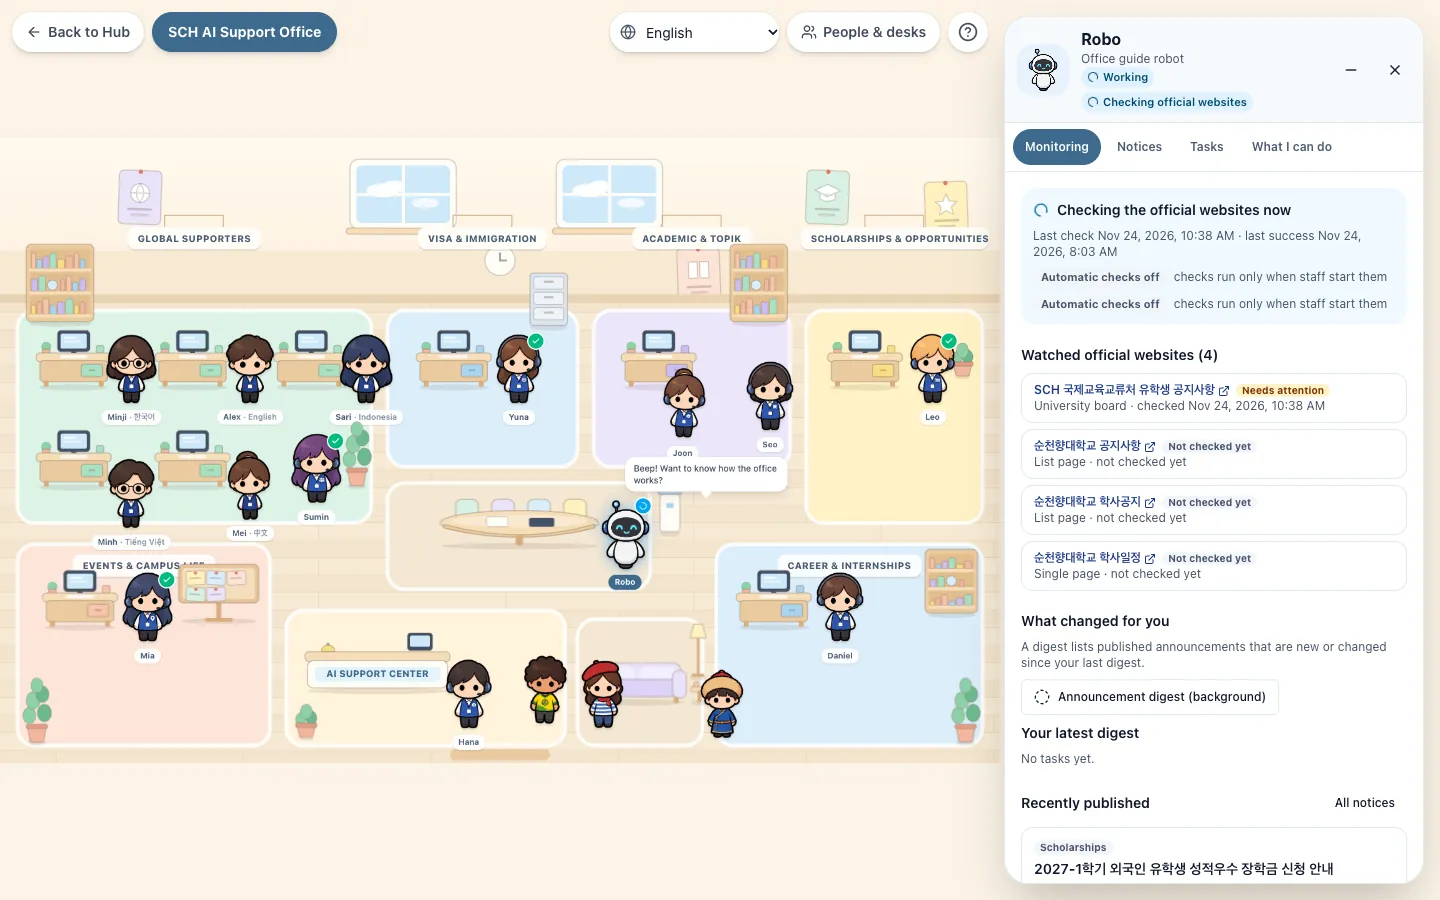 Back to Hub
SCH AI Support Office
English
People & desks
GLOBAL SUPPORTERS
VISA & IMMIGRATION
ACADEMIC & TOPIK
SCHOLARSHIPS & OPPORTUNITIES
Minji · 한국어
Alex · English
Sari · Indonesia
Yuna
Joon
Seo
Leo
Minh · Tiếng Việt
Mei · 中文
Sumin
Beep! Want to know how the office
works?
Robo
EVENTS & CAMPUS LIFE
Mia
CAREER & INTERNSHIPS
Daniel
AI SUPPORT CENTER
Hana
Robo
Office guide robot
Working
Checking official websites
Monitoring
Notices
Tasks
What I can do
Checking the official websites now
Last check Nov 24, 2026, 10:38 AM · last success Nov 24,
2026, 8:03 AM
Automatic checks off checks run only when staff start them
Automatic checks off checks run only when staff start them
Watched official websites (4)
SCH 국제교육교류처 유학생 공지사항 Needs attention
University board · checked Nov 24, 2026, 10:38 AM
순천향대학교 공지사항 Not checked yet
List page · not checked yet
순천향대학교 학사공지 Not checked yet
List page · not checked yet
순천향대학교 학사일정 Not checked yet
Single page · not checked yet
What changed for you
A digest lists published announcements that are new or changed
since your last digest.
Announcement digest (background)
Your latest digest
No tasks yet.
Recently published
All notices
Scholarships
2027-1학기 외국인 유학생 성적우수 장학금 신청 안내